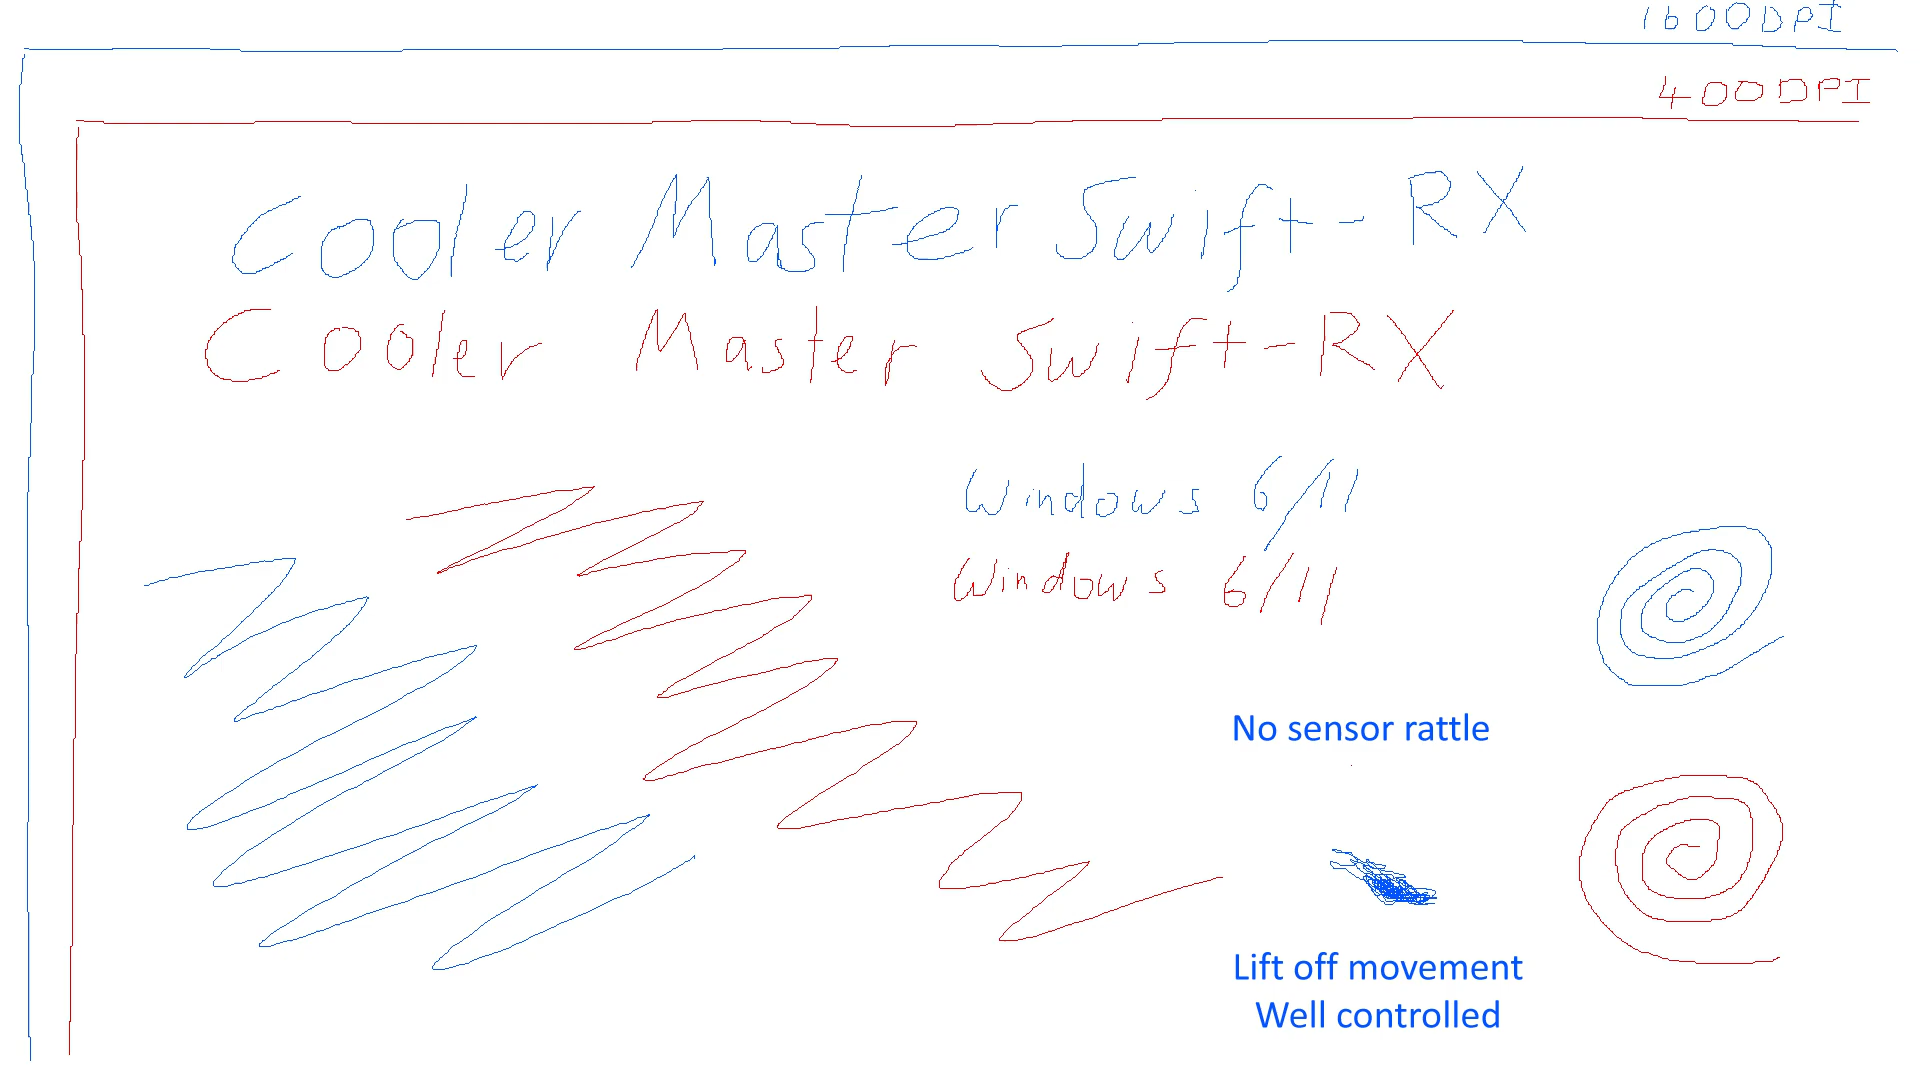 1600DPI
400DPI
Cooler Master Swift-RX
Cooler Master Swift-RX
Windows 6/11
Windows 6/11
No sensor rattle
Lift off movement
Well controlled